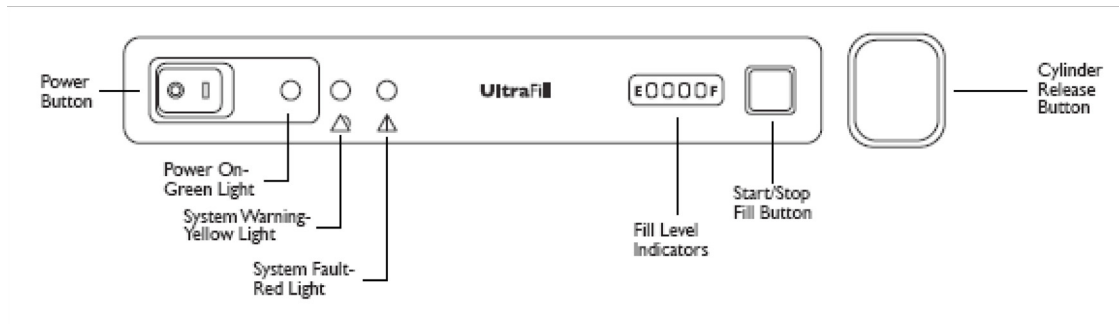 Power
Button
UltraFill
E F
Cylinder
Release
Button
Power On-
Green Light
System Warning-
Yellow Light
System Fault-
Red Light
Fill Level
Indicators
Start/Stop
Fill Button